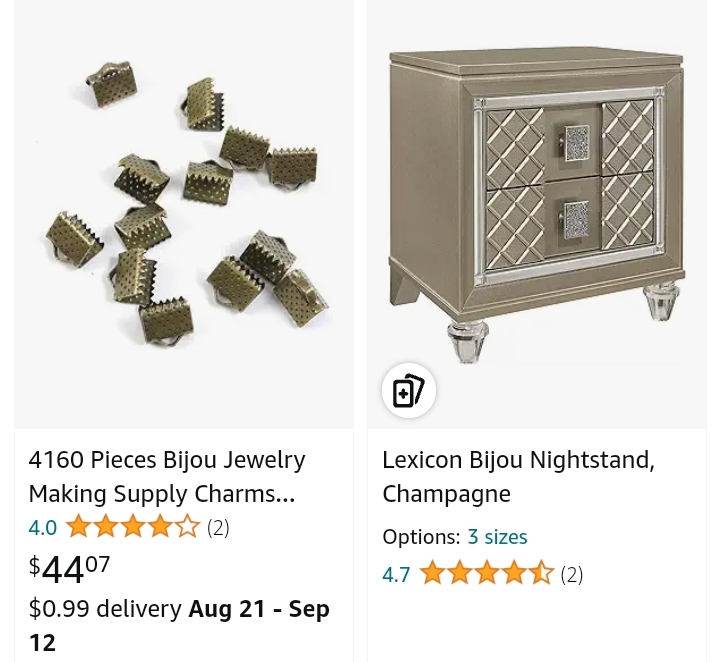 4160 Pieces Bijou Jewelry
Making Supply Charms...
4.0 (2)
$44.07
$0.99 delivery Aug 21 - Sep
12
Lexicon Bijou Nightstand,
Champagne
Options: 3 sizes
4.7 (2)